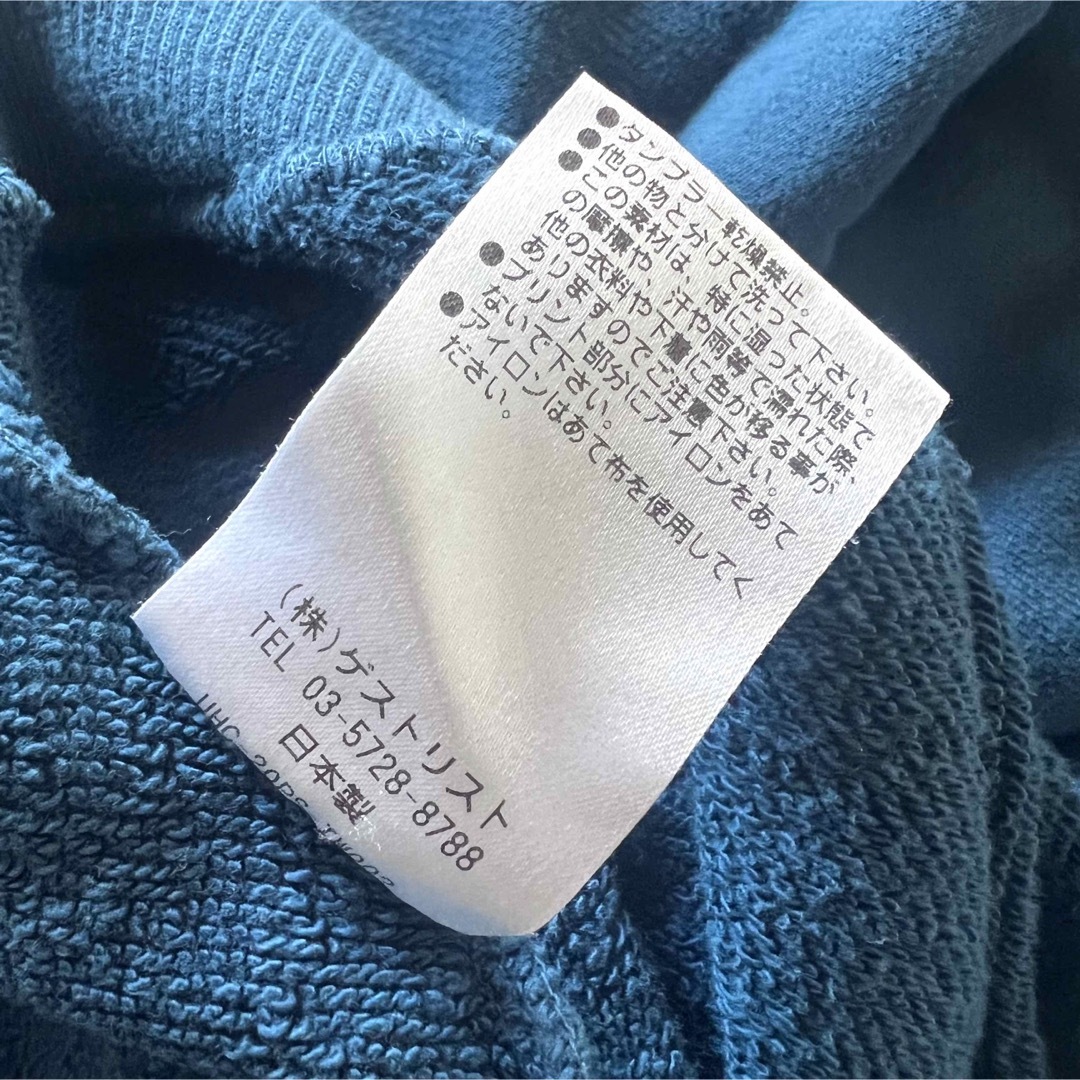 ●タンブラー乾燥禁止。
●他の物と分けて洗って下さい。
●この素材は、特に湿った状態で
の摩擦や、汗や雨等で濡れた際、
他の衣料や下着に色が移る事が
ありますのでご注意下さい。
●プリント部分にアイロンをあて
ないで下さい。
●アイロンはあて布を使用してく
ださい。
(株)ゲストリスト
TEL 03-5728-8788
日本製